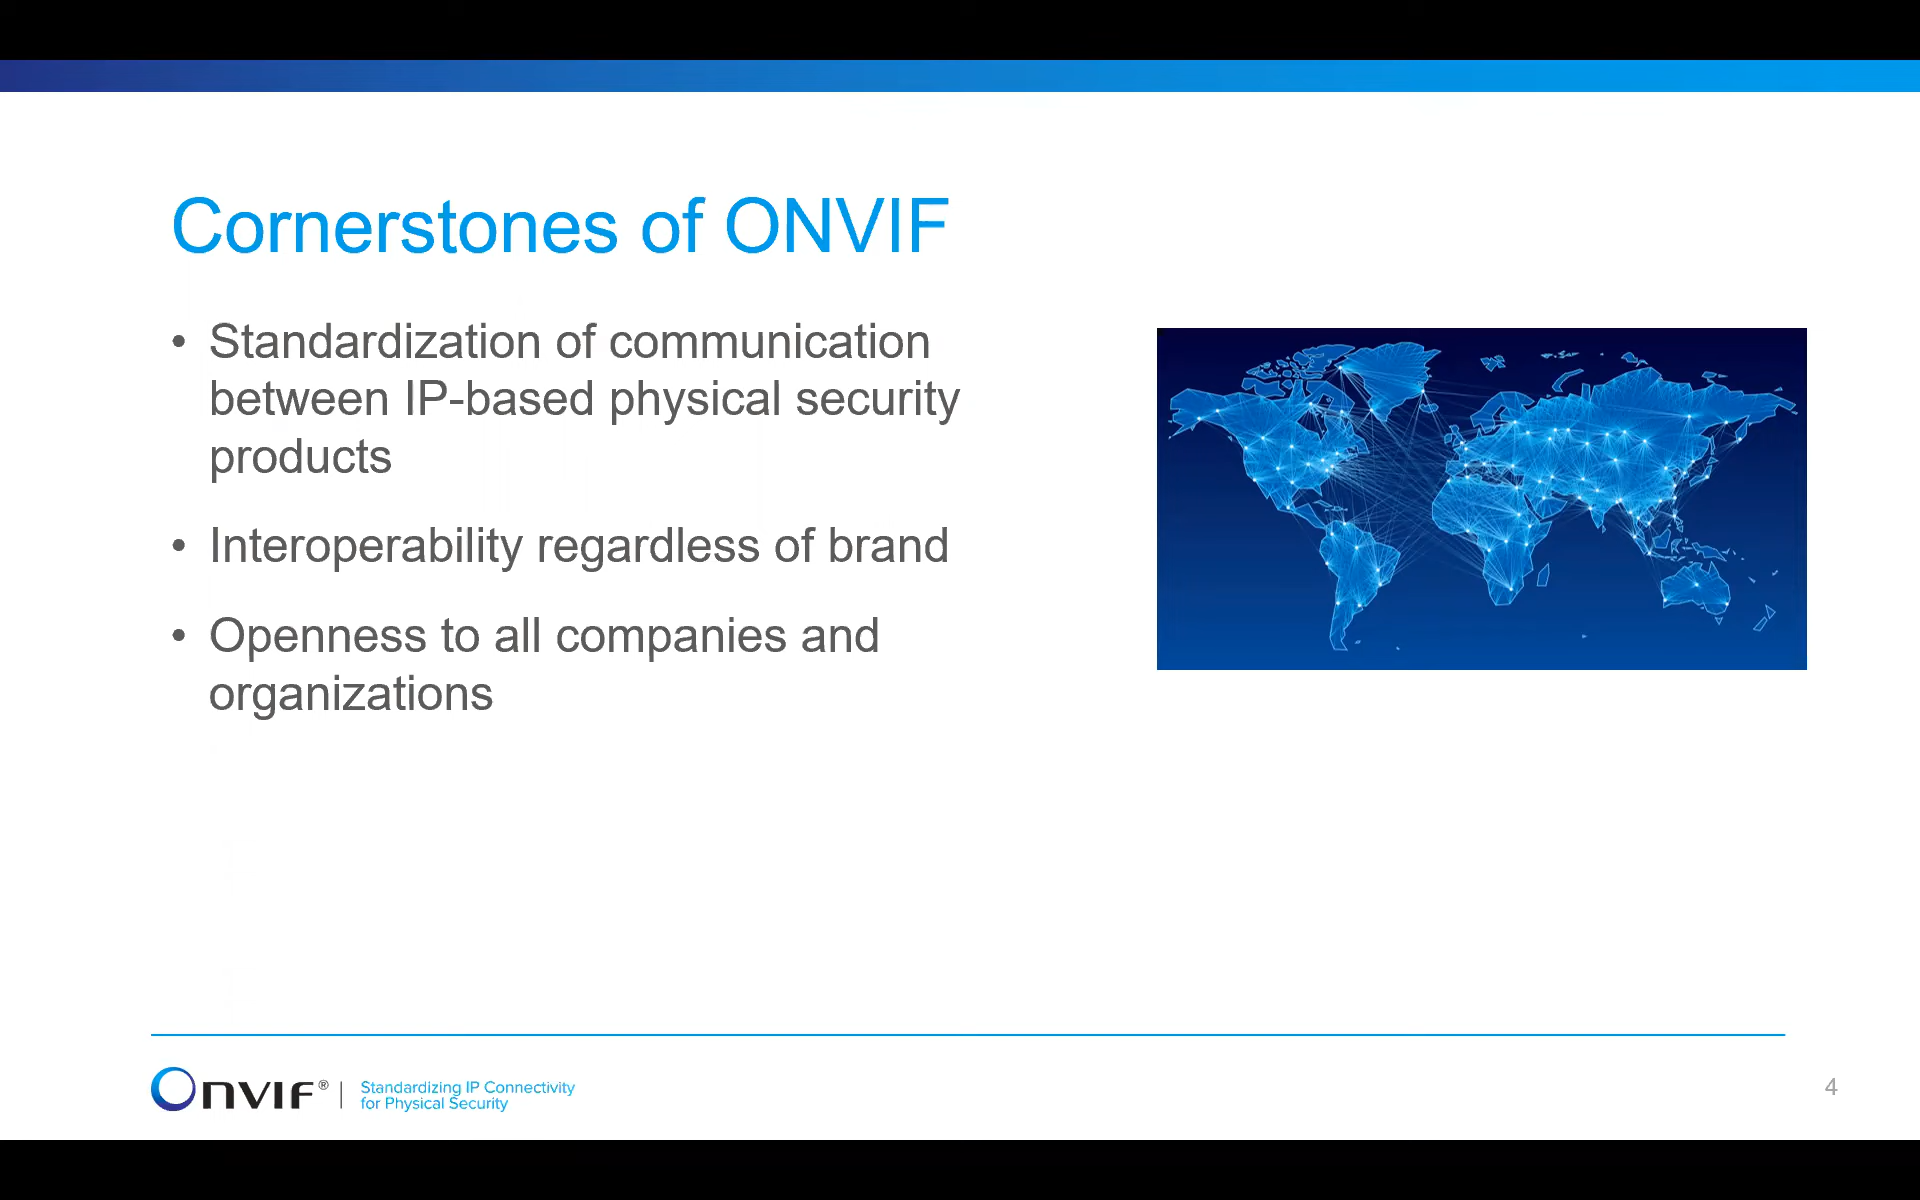 Cornerstones of ONVIF
• Standardization of communication
between IP-based physical security
products
• Interoperability regardless of brand
• Openness to all companies and
organizations
ONVIF® | Standardizing IP Connectivity
for Physical Security
4